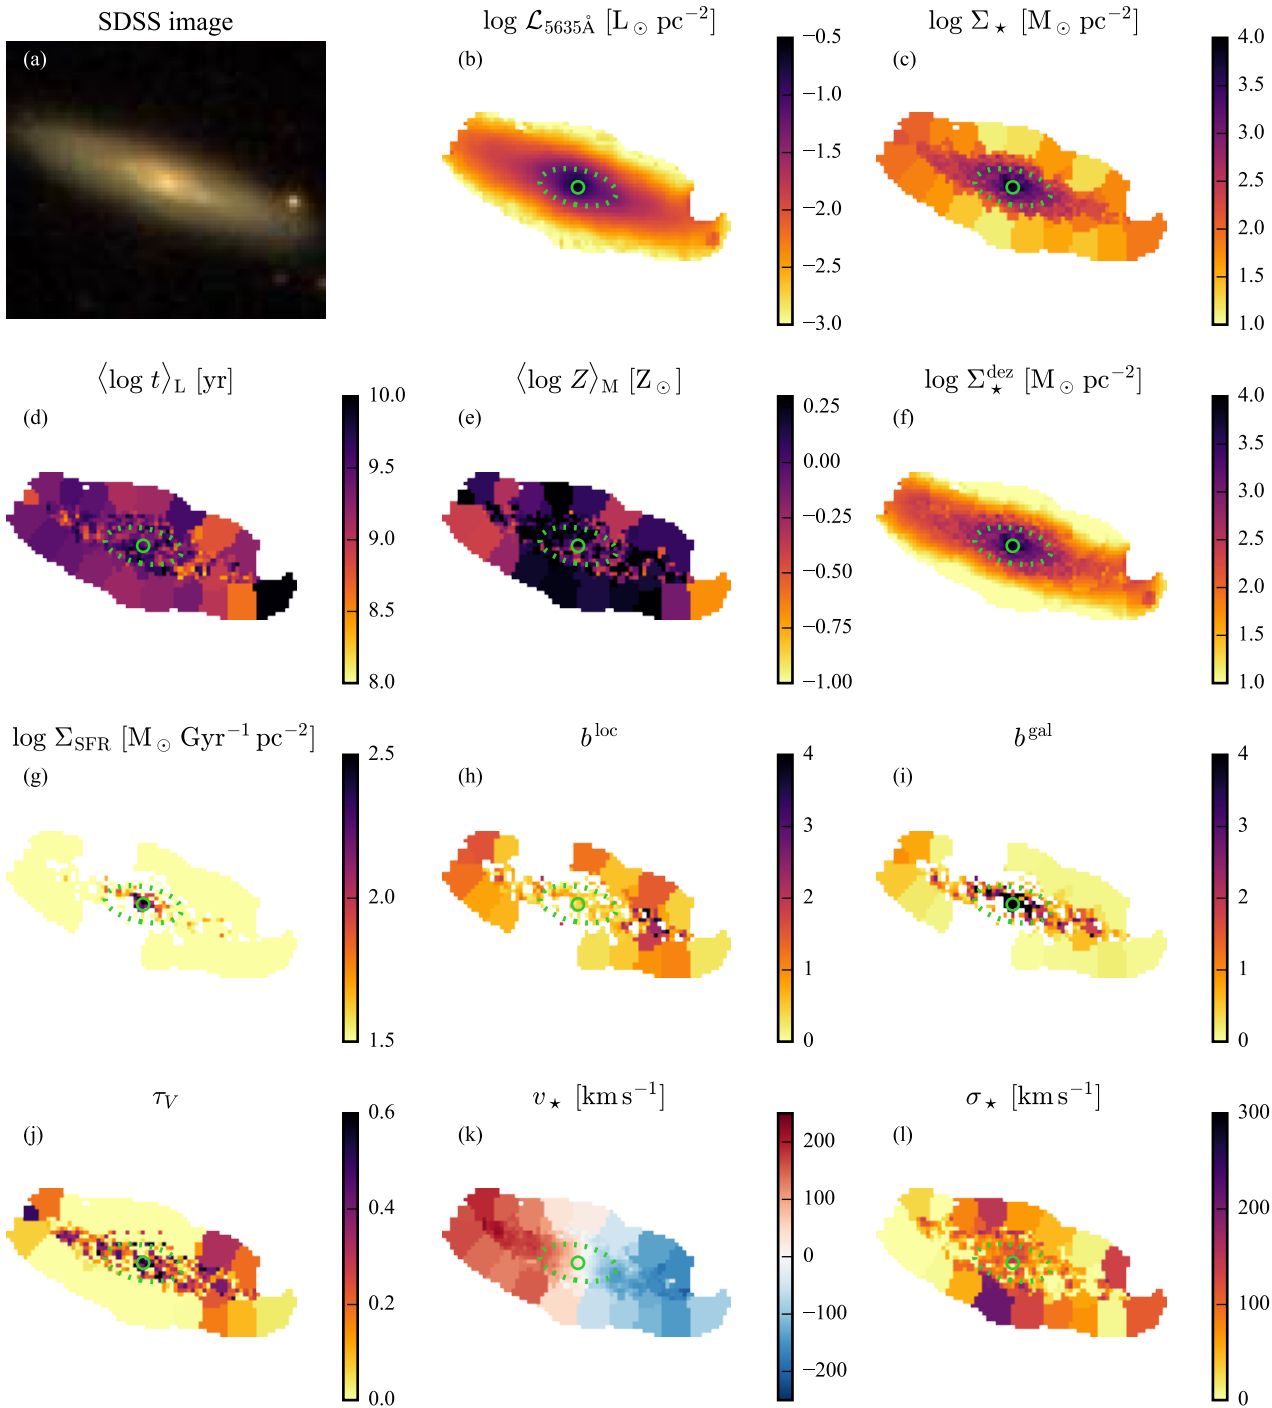 SDSS image
log ℒ₅₆₃₅Å [L⊙ pc⁻²]
log Σ⋆ [M⊙ pc⁻²]
(a)
(b)
−0.5
−1.0
−1.5
−2.0
−2.5
−3.0
(c)
4.0
3.5
3.0
2.5
2.0
1.5
1.0
⟨log t⟩L [yr]
⟨log Z⟩M [Z⊙]
log Σ⋆ᵈᵉᶻ [M⊙ pc⁻²]
(d)
10.0
9.5
9.0
8.5
8.0
(e)
0.25
0.00
−0.25
−0.50
−0.75
−1.00
(f)
4.0
3.5
3.0
2.5
2.0
1.5
1.0
log ΣSFR [M⊙ Gyr⁻¹ pc⁻²]
bˡᵒᶜ
bᵍᵃˡ
(g)
2.5
2.0
1.5
(h)
4
3
2
1
0
(i)
4
3
2
1
0
τV
v⋆ [km s⁻¹]
σ⋆ [km s⁻¹]
(j)
0.6
0.4
0.2
0.0
(k)
200
100
0
−100
−200
(l)
300
200
100
0